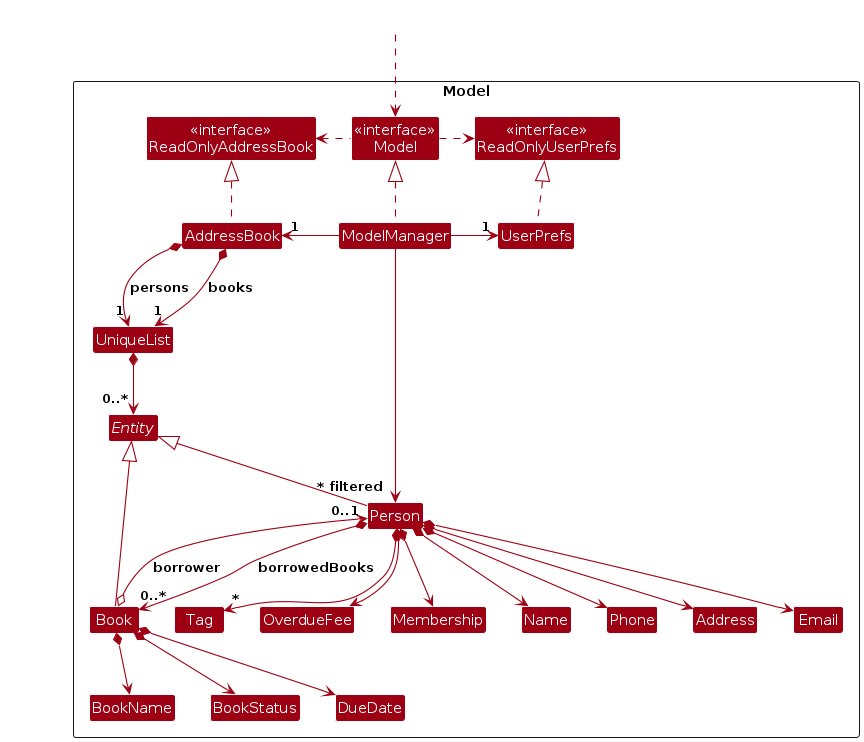 Model
«interface»
ReadOnlyAddressBook
«interface»
Model
«interface»
ReadOnlyUserPrefs
AddressBook
1
ModelManager
1
UserPrefs
persons
books
1
1
UniqueList
0..*
Entity
* filtered
0..1
Person
borrower
borrowedBooks
0..*
*
Book
Tag
OverdueFee
Membership
Name
Phone
Address
Email
BookName
BookStatus
DueDate